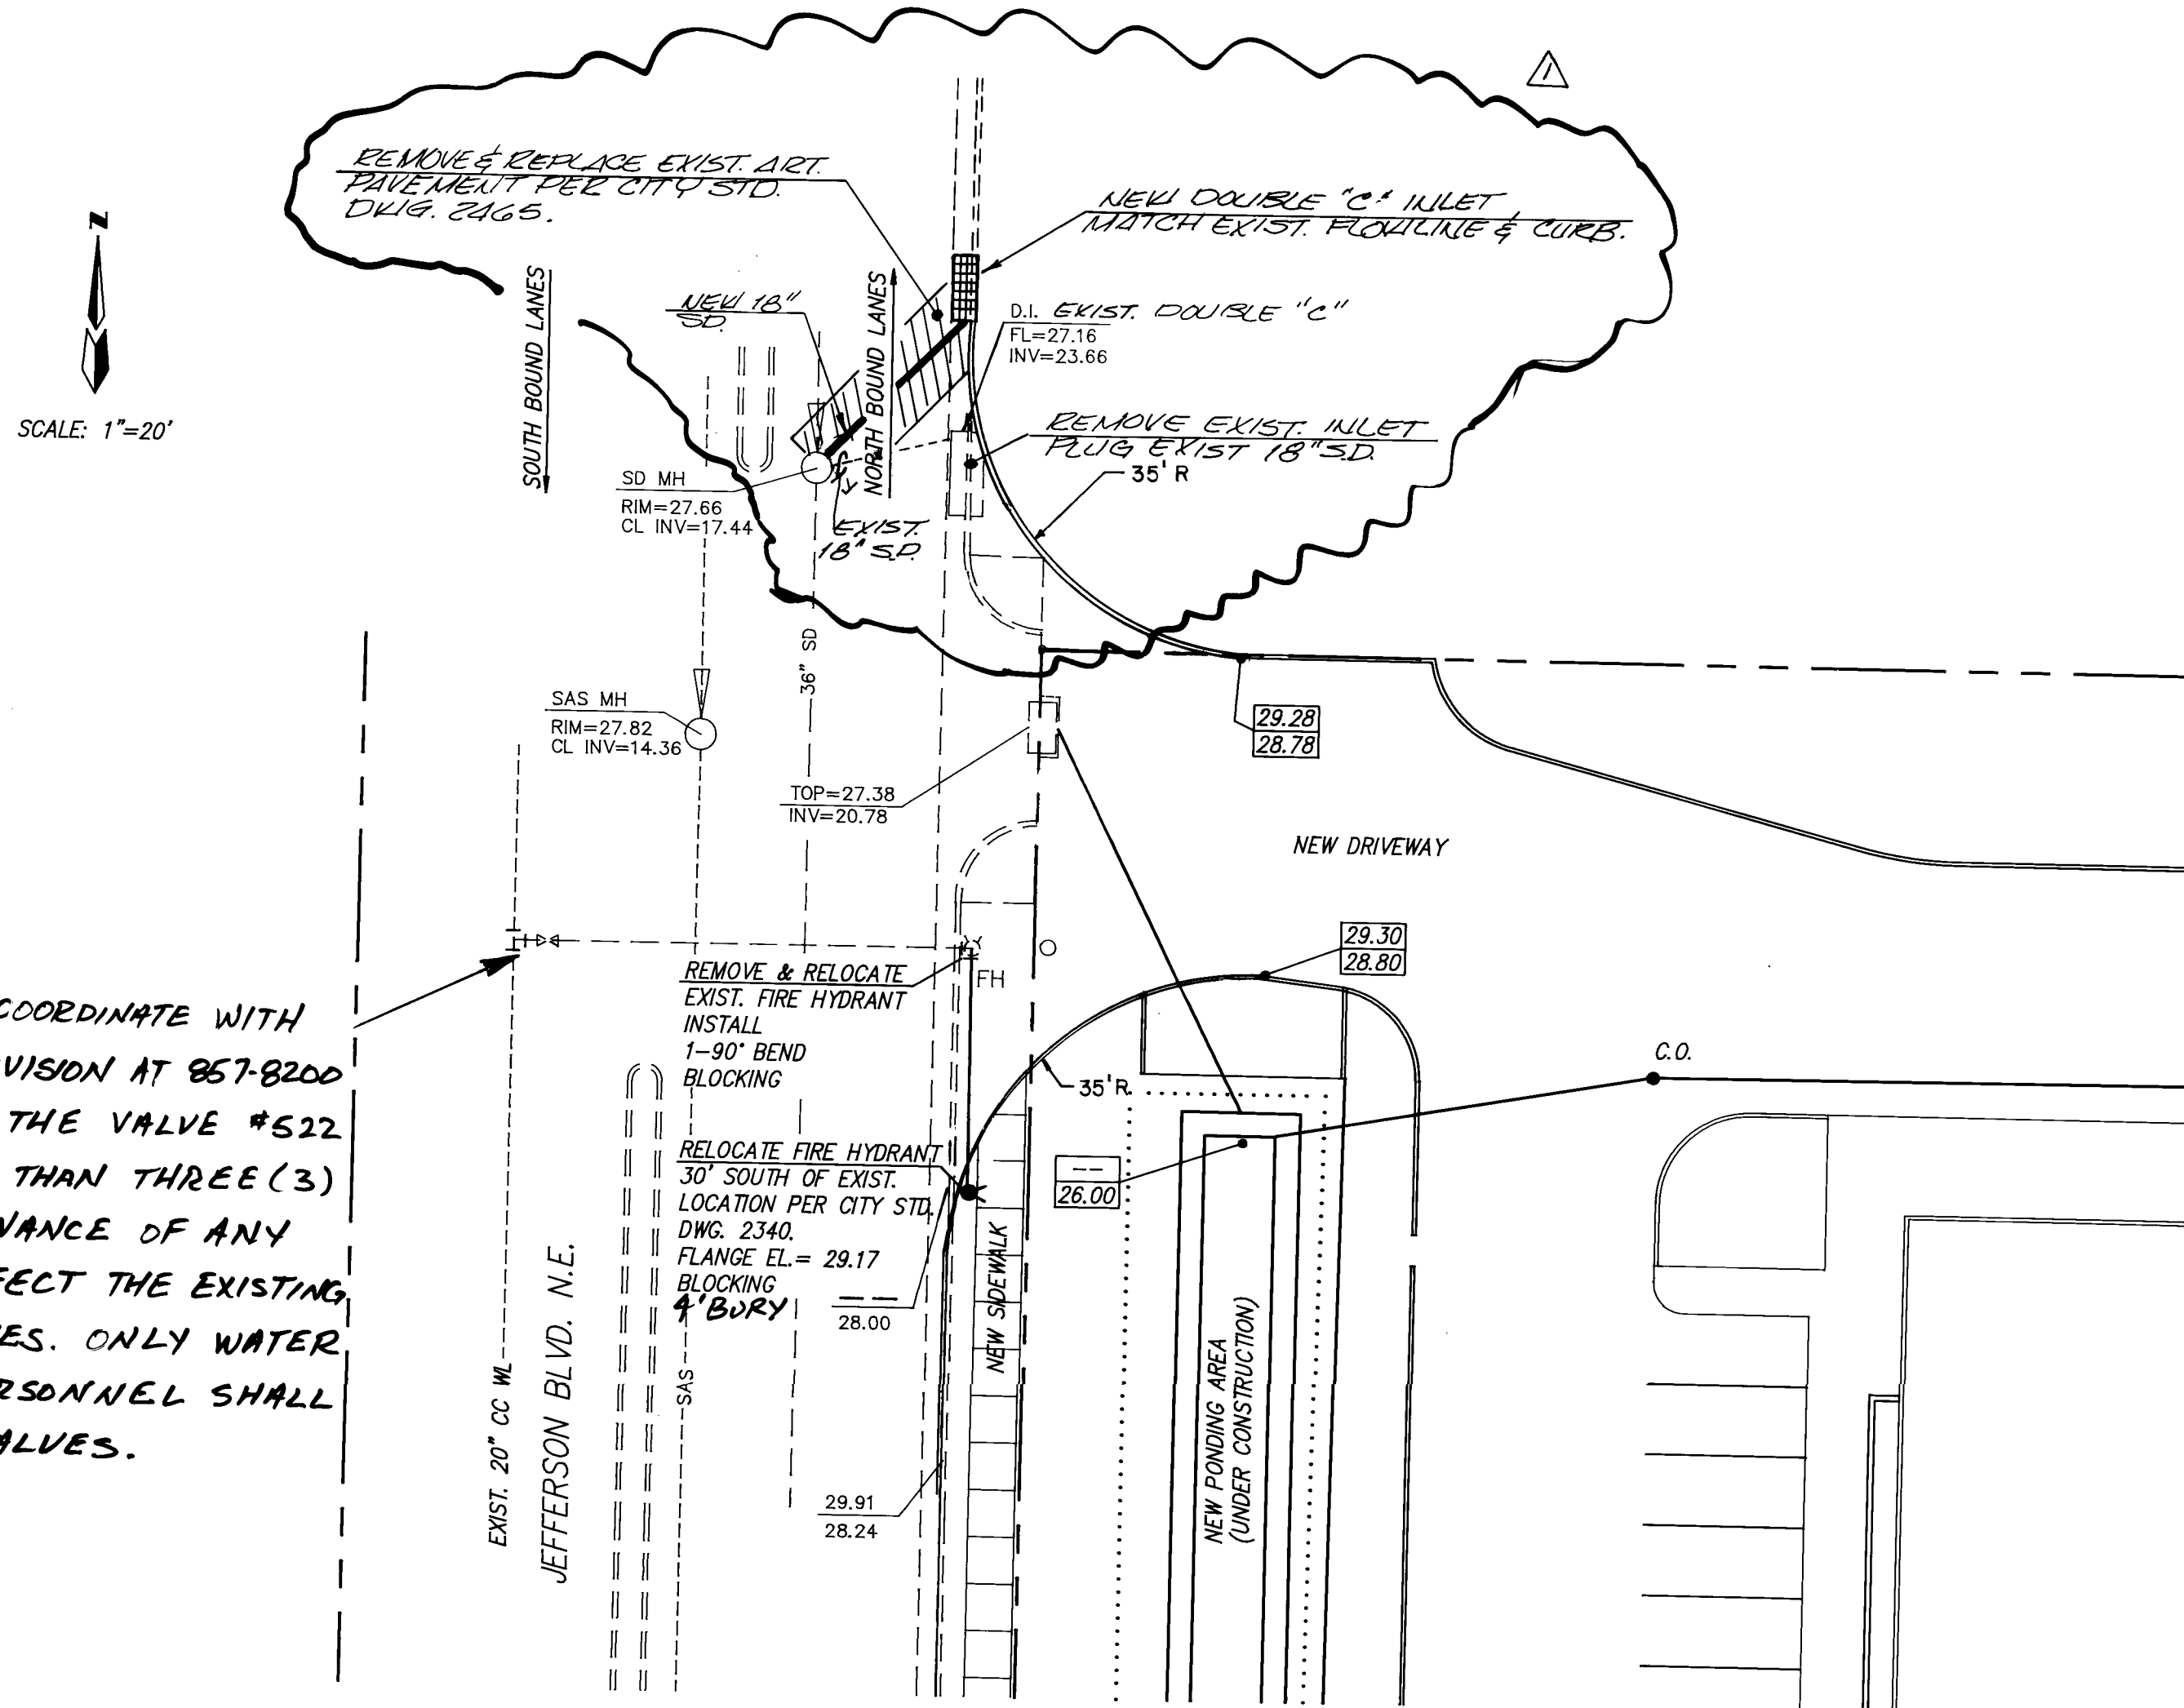 1
REMOVE & REPLACE EXIST. ART.
PAVEMENT PER CITY STD.
DWG. 2465.
NEW DOUBLE "C" INLET
MATCH EXIST. FLOWLINE & CURB.
N
SCALE: 1"=20'
SOUTH BOUND LANES
NEW 18"
SD.
NORTH BOUND LANES
D.I. EXIST. DOUBLE "C"
FL=27.16
INV=23.66
REMOVE EXIST. INLET
PLUG EXIST 18" S.D.
35' R
SD MH
RIM=27.66
CL INV=17.44
EXIST.
18" S.D.
36" SD
SAS MH
RIM=27.82
CL INV=14.36
29.28
28.78
TOP=27.38
INV=20.78
NEW DRIVEWAY
29.30
28.80
REMOVE & RELOCATE
EXIST. FIRE HYDRANT
INSTALL
1-90° BEND
BLOCKING
FH
COORDINATE WITH
VISION AT 857-8200
THE VALVE #522
THAN THREE (3)
VANCE OF ANY
FECT THE EXISTING
ES. ONLY WATER
RSONNEL SHALL
ALVES.
C.O.
35'R
RELOCATE FIRE HYDRANT
30' SOUTH OF EXIST.
LOCATION PER CITY STD.
DWG. 2340.
FLANGE EL.= 29.17
BLOCKING
4' BURY
--
26.00
— —
28.00
NEW SIDEWALK
NEW PONDING AREA
(UNDER CONSTRUCTION)
EXIST. 20" CC WL
JEFFERSON BLVD. N.E.
SAS
29.91
28.24